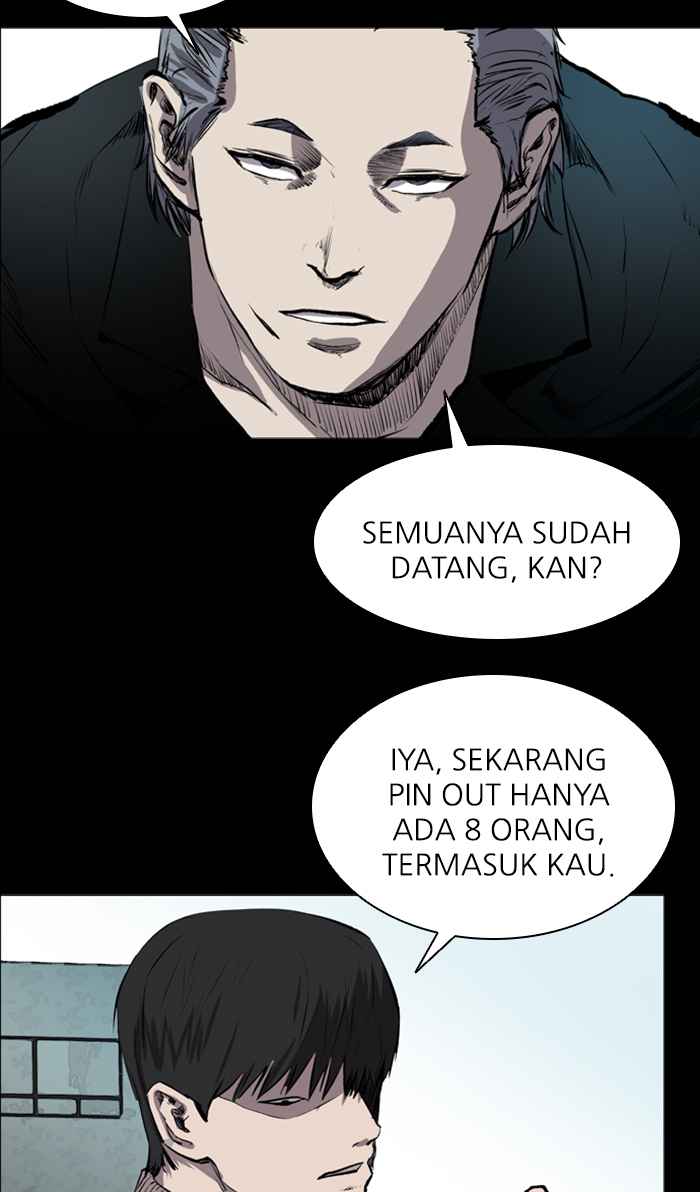 SEMUANYA SUDAH
DATANG, KAN?
IYA, SEKARANG
PIN OUT HANYA
ADA 8 ORANG,
TERMASUK KAU.